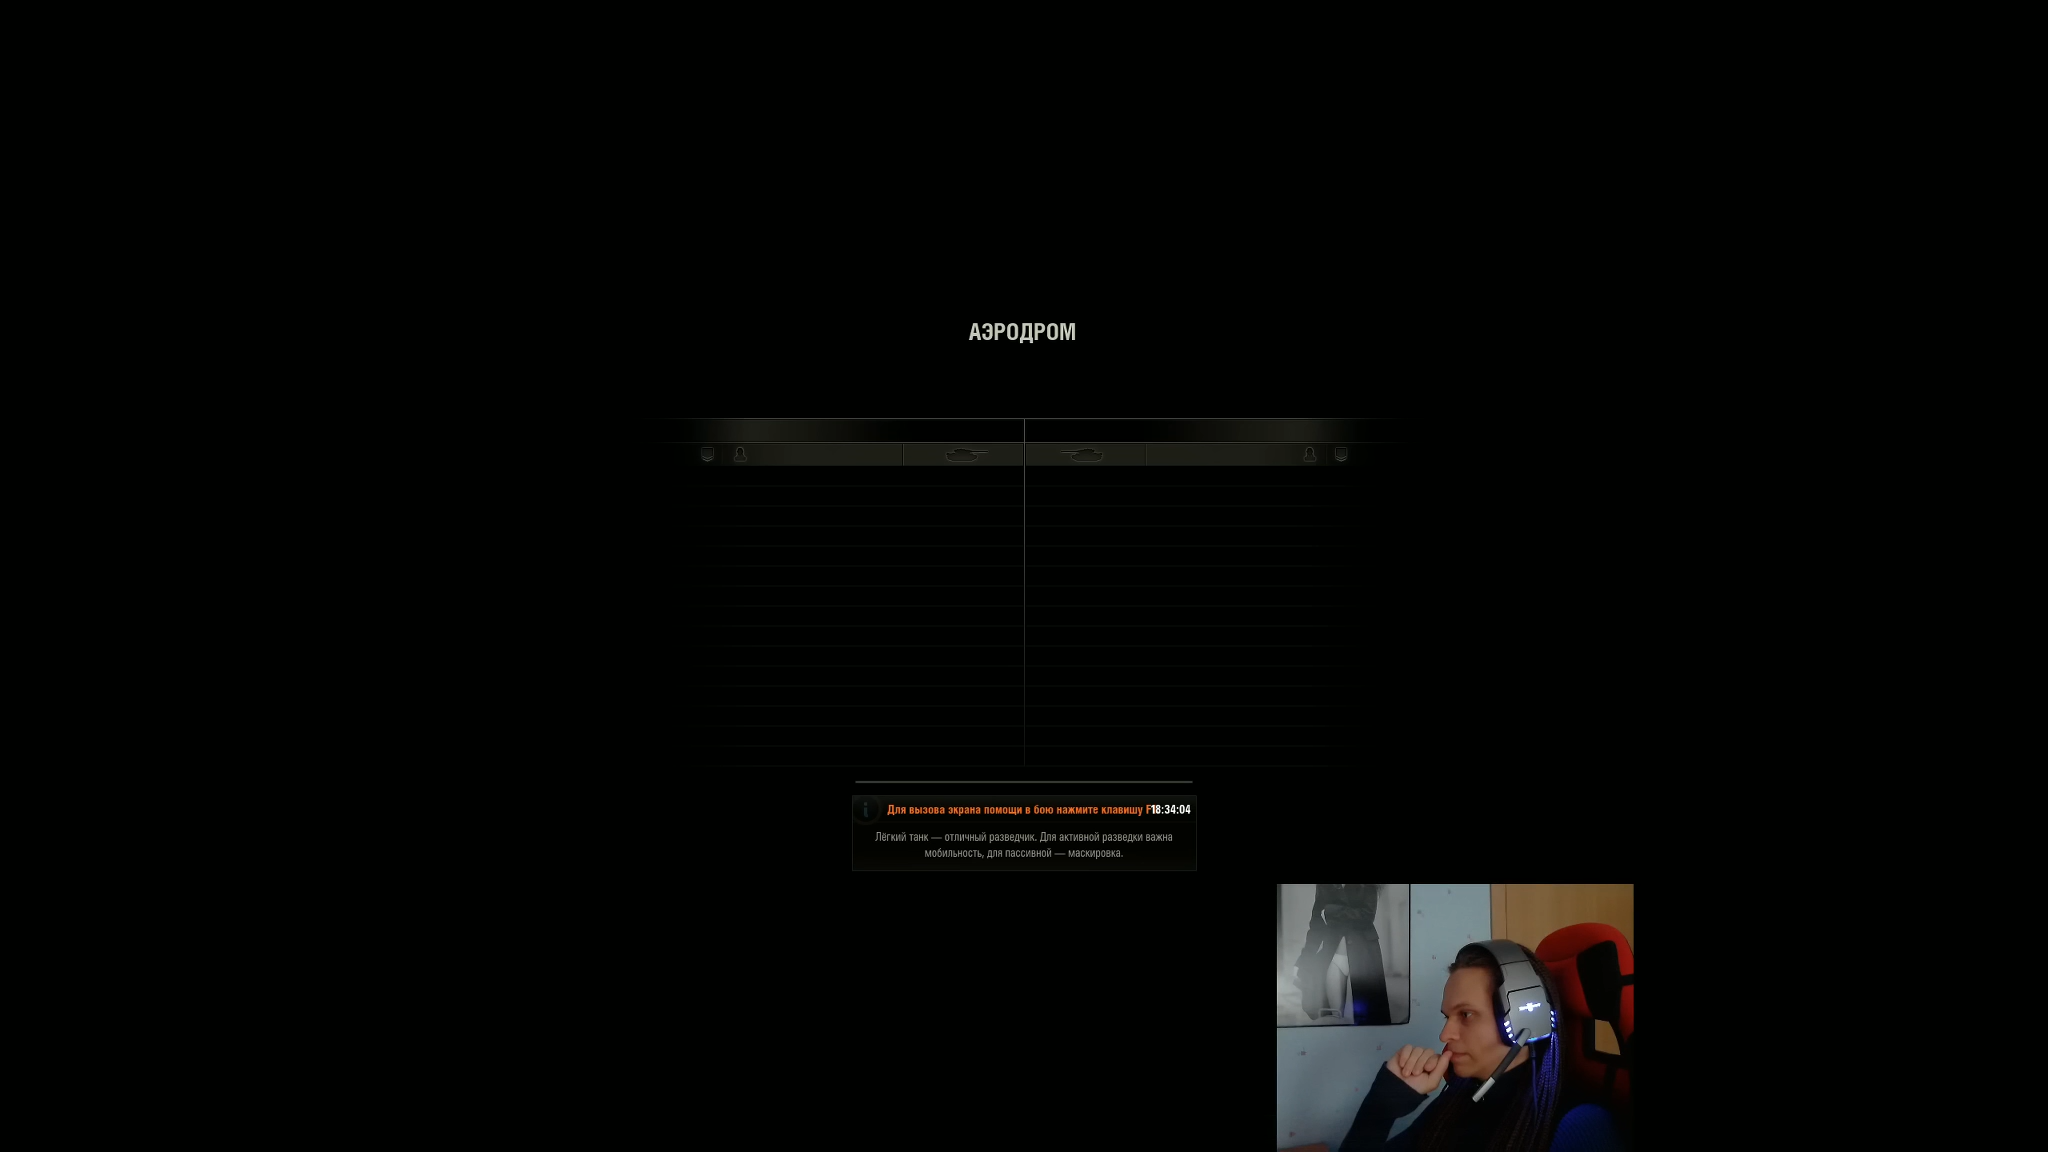 АЭРОДРОМ
Для вызова экрана помощи в бою нажмите клавишу F
18:34:04
Лёгкий танк — отличный разведчик. Для активной разведки важна
мобильность, для пассивной — маскировка.